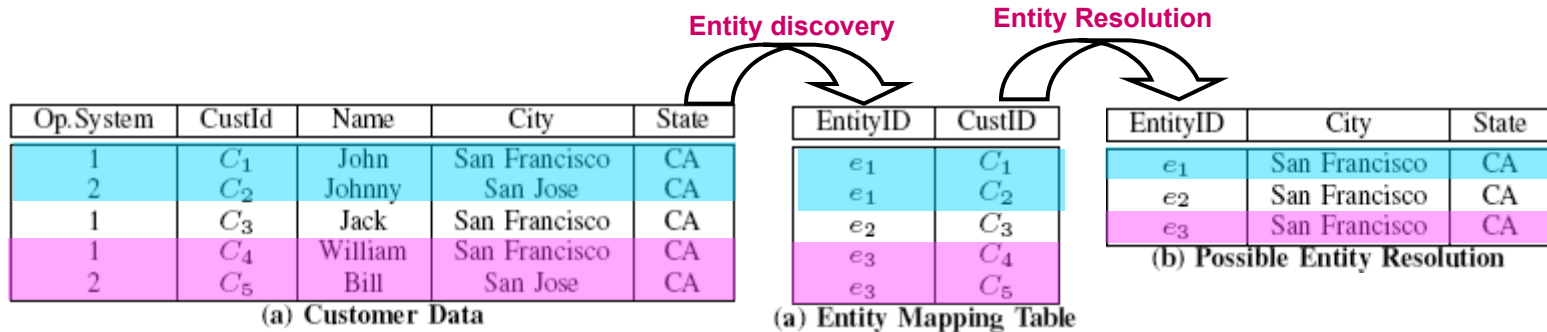 Entity discovery
Entity Resolution
Op.System CustId Name City State
1 C₁ John San Francisco CA
2 C₂ Johnny San Jose CA
1 C₃ Jack San Francisco CA
1 C₄ William San Francisco CA
2 C₅ Bill San Jose CA
(a) Customer Data
EntityID CustID
e₁ C₁
e₁ C₂
e₂ C₃
e₃ C₄
e₃ C₅
(a) Entity Mapping Table
EntityID City State
e₁ San Francisco CA
e₂ San Francisco CA
e₃ San Francisco CA
(b) Possible Entity Resolution